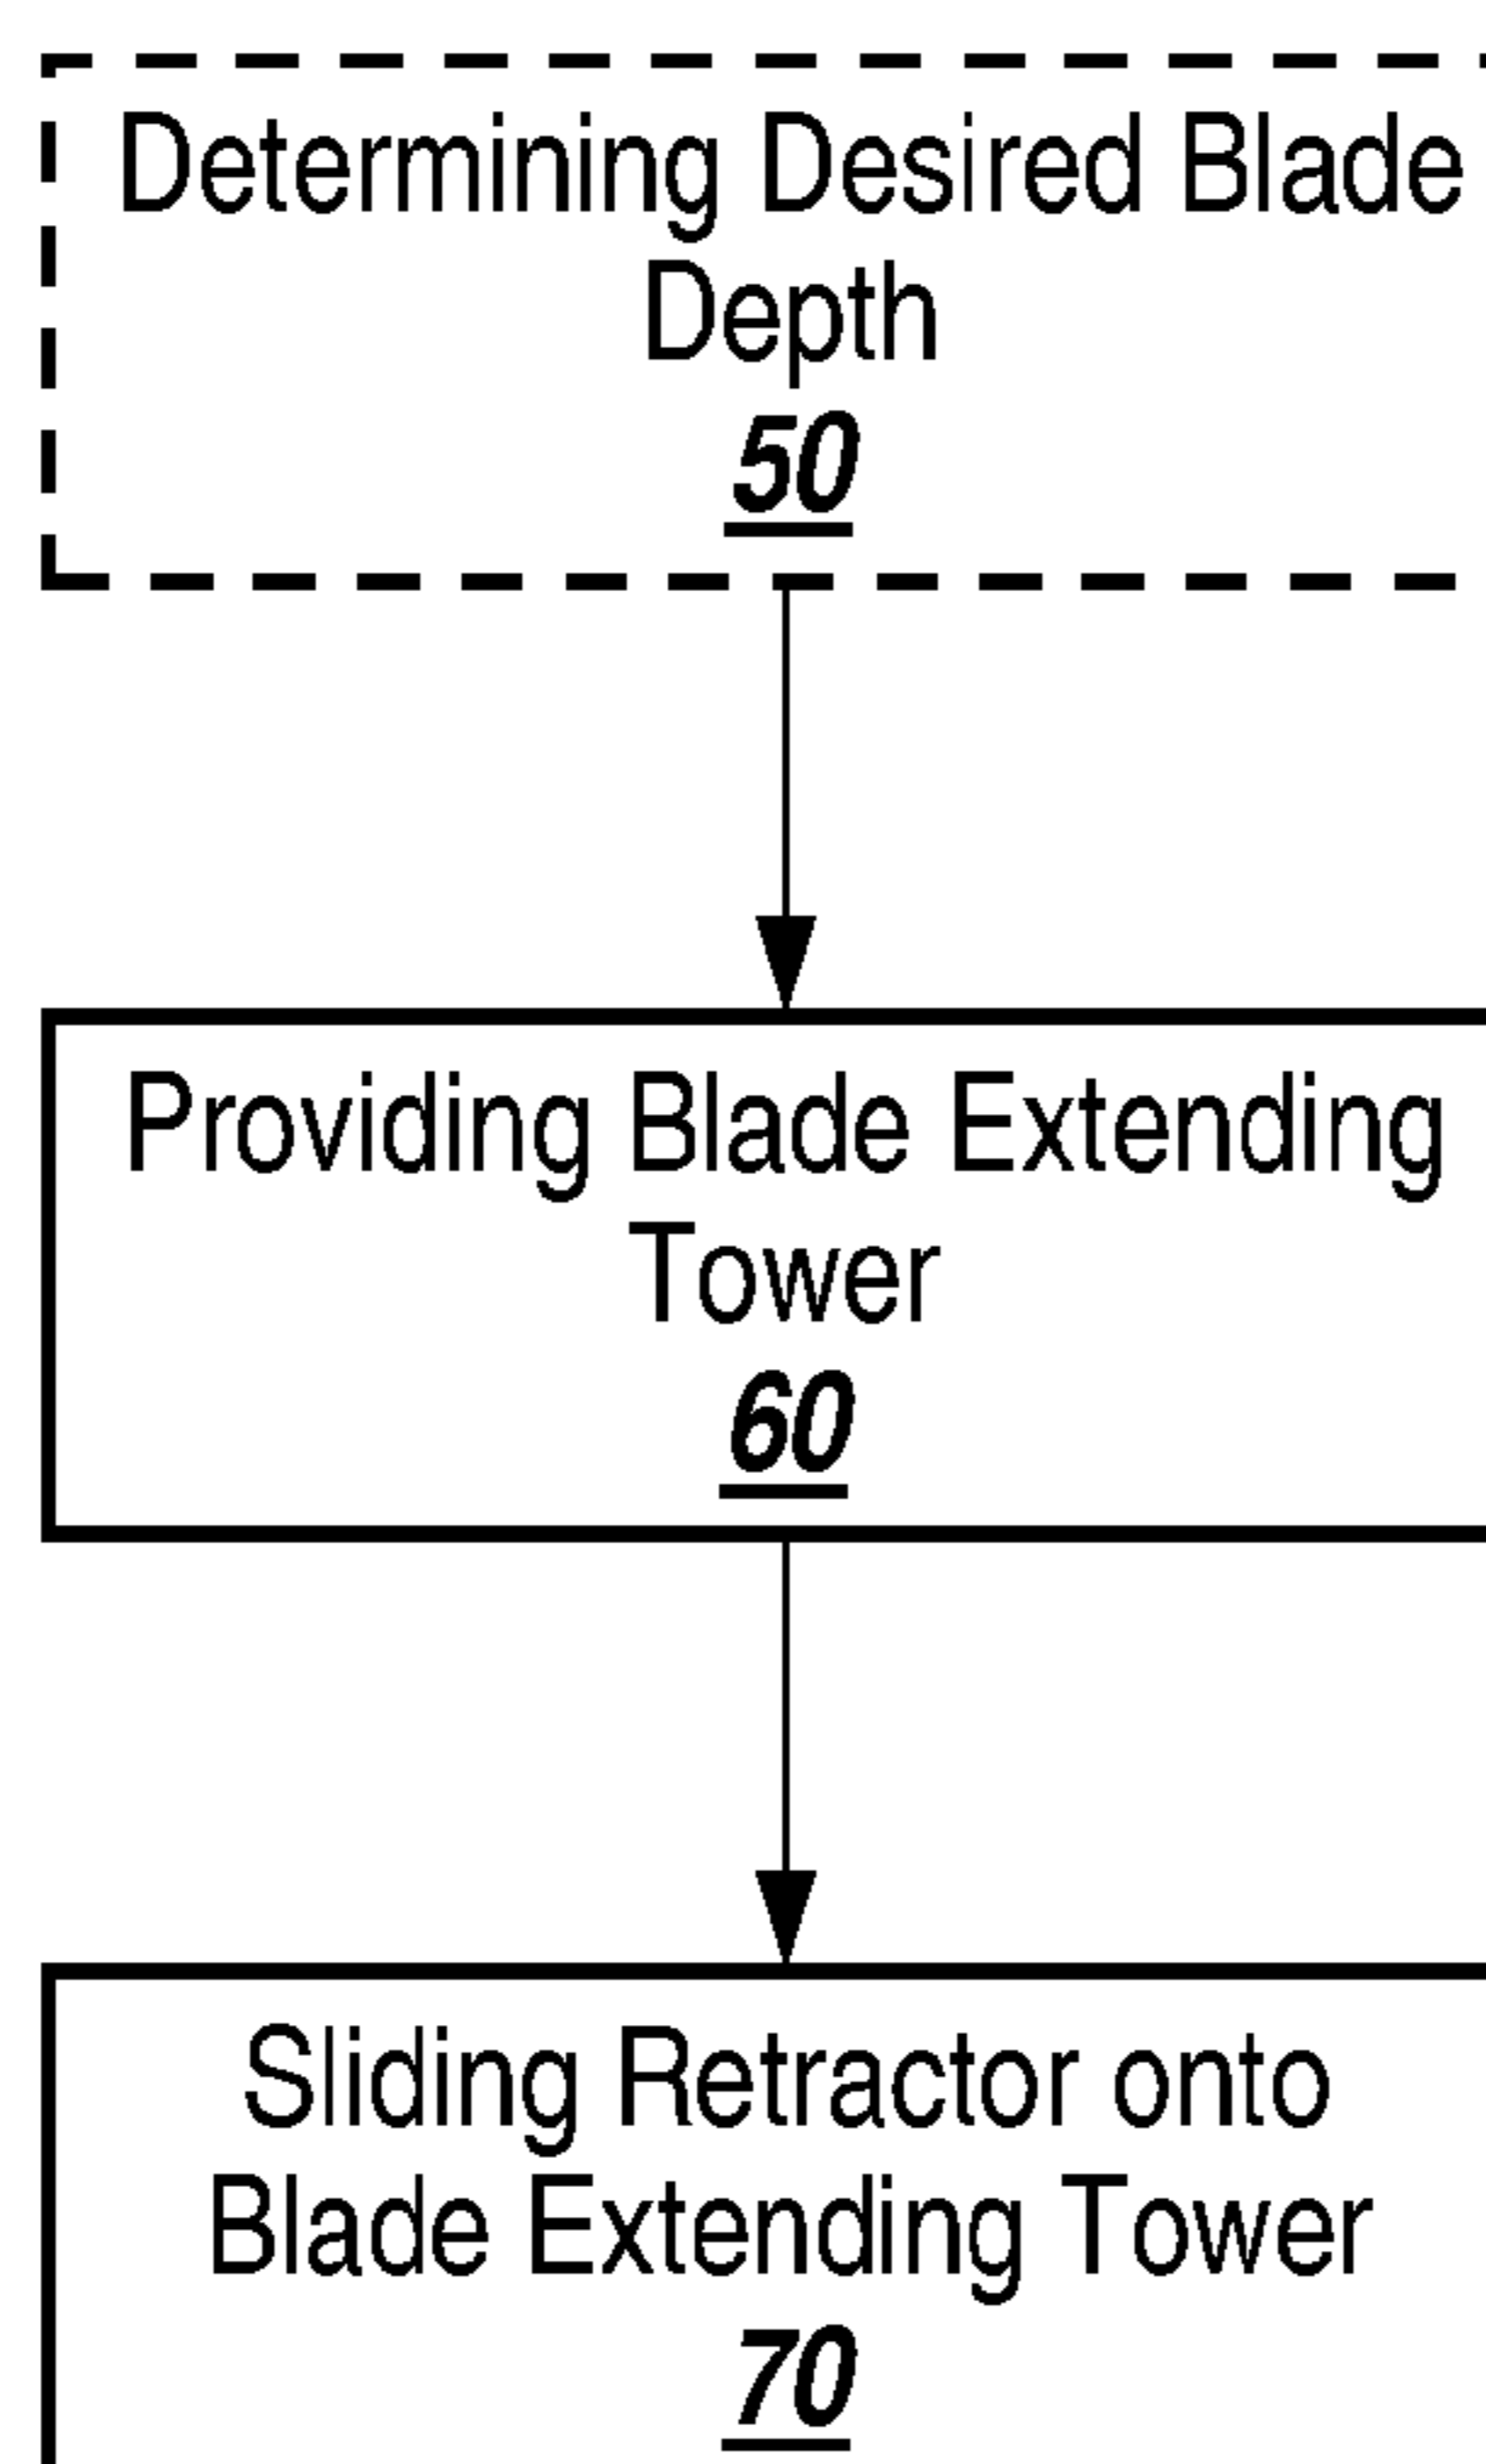 Determining Desired Blade
Depth
50
Providing Blade Extending
Tower
60
Sliding Retractor onto
Blade Extending Tower
70